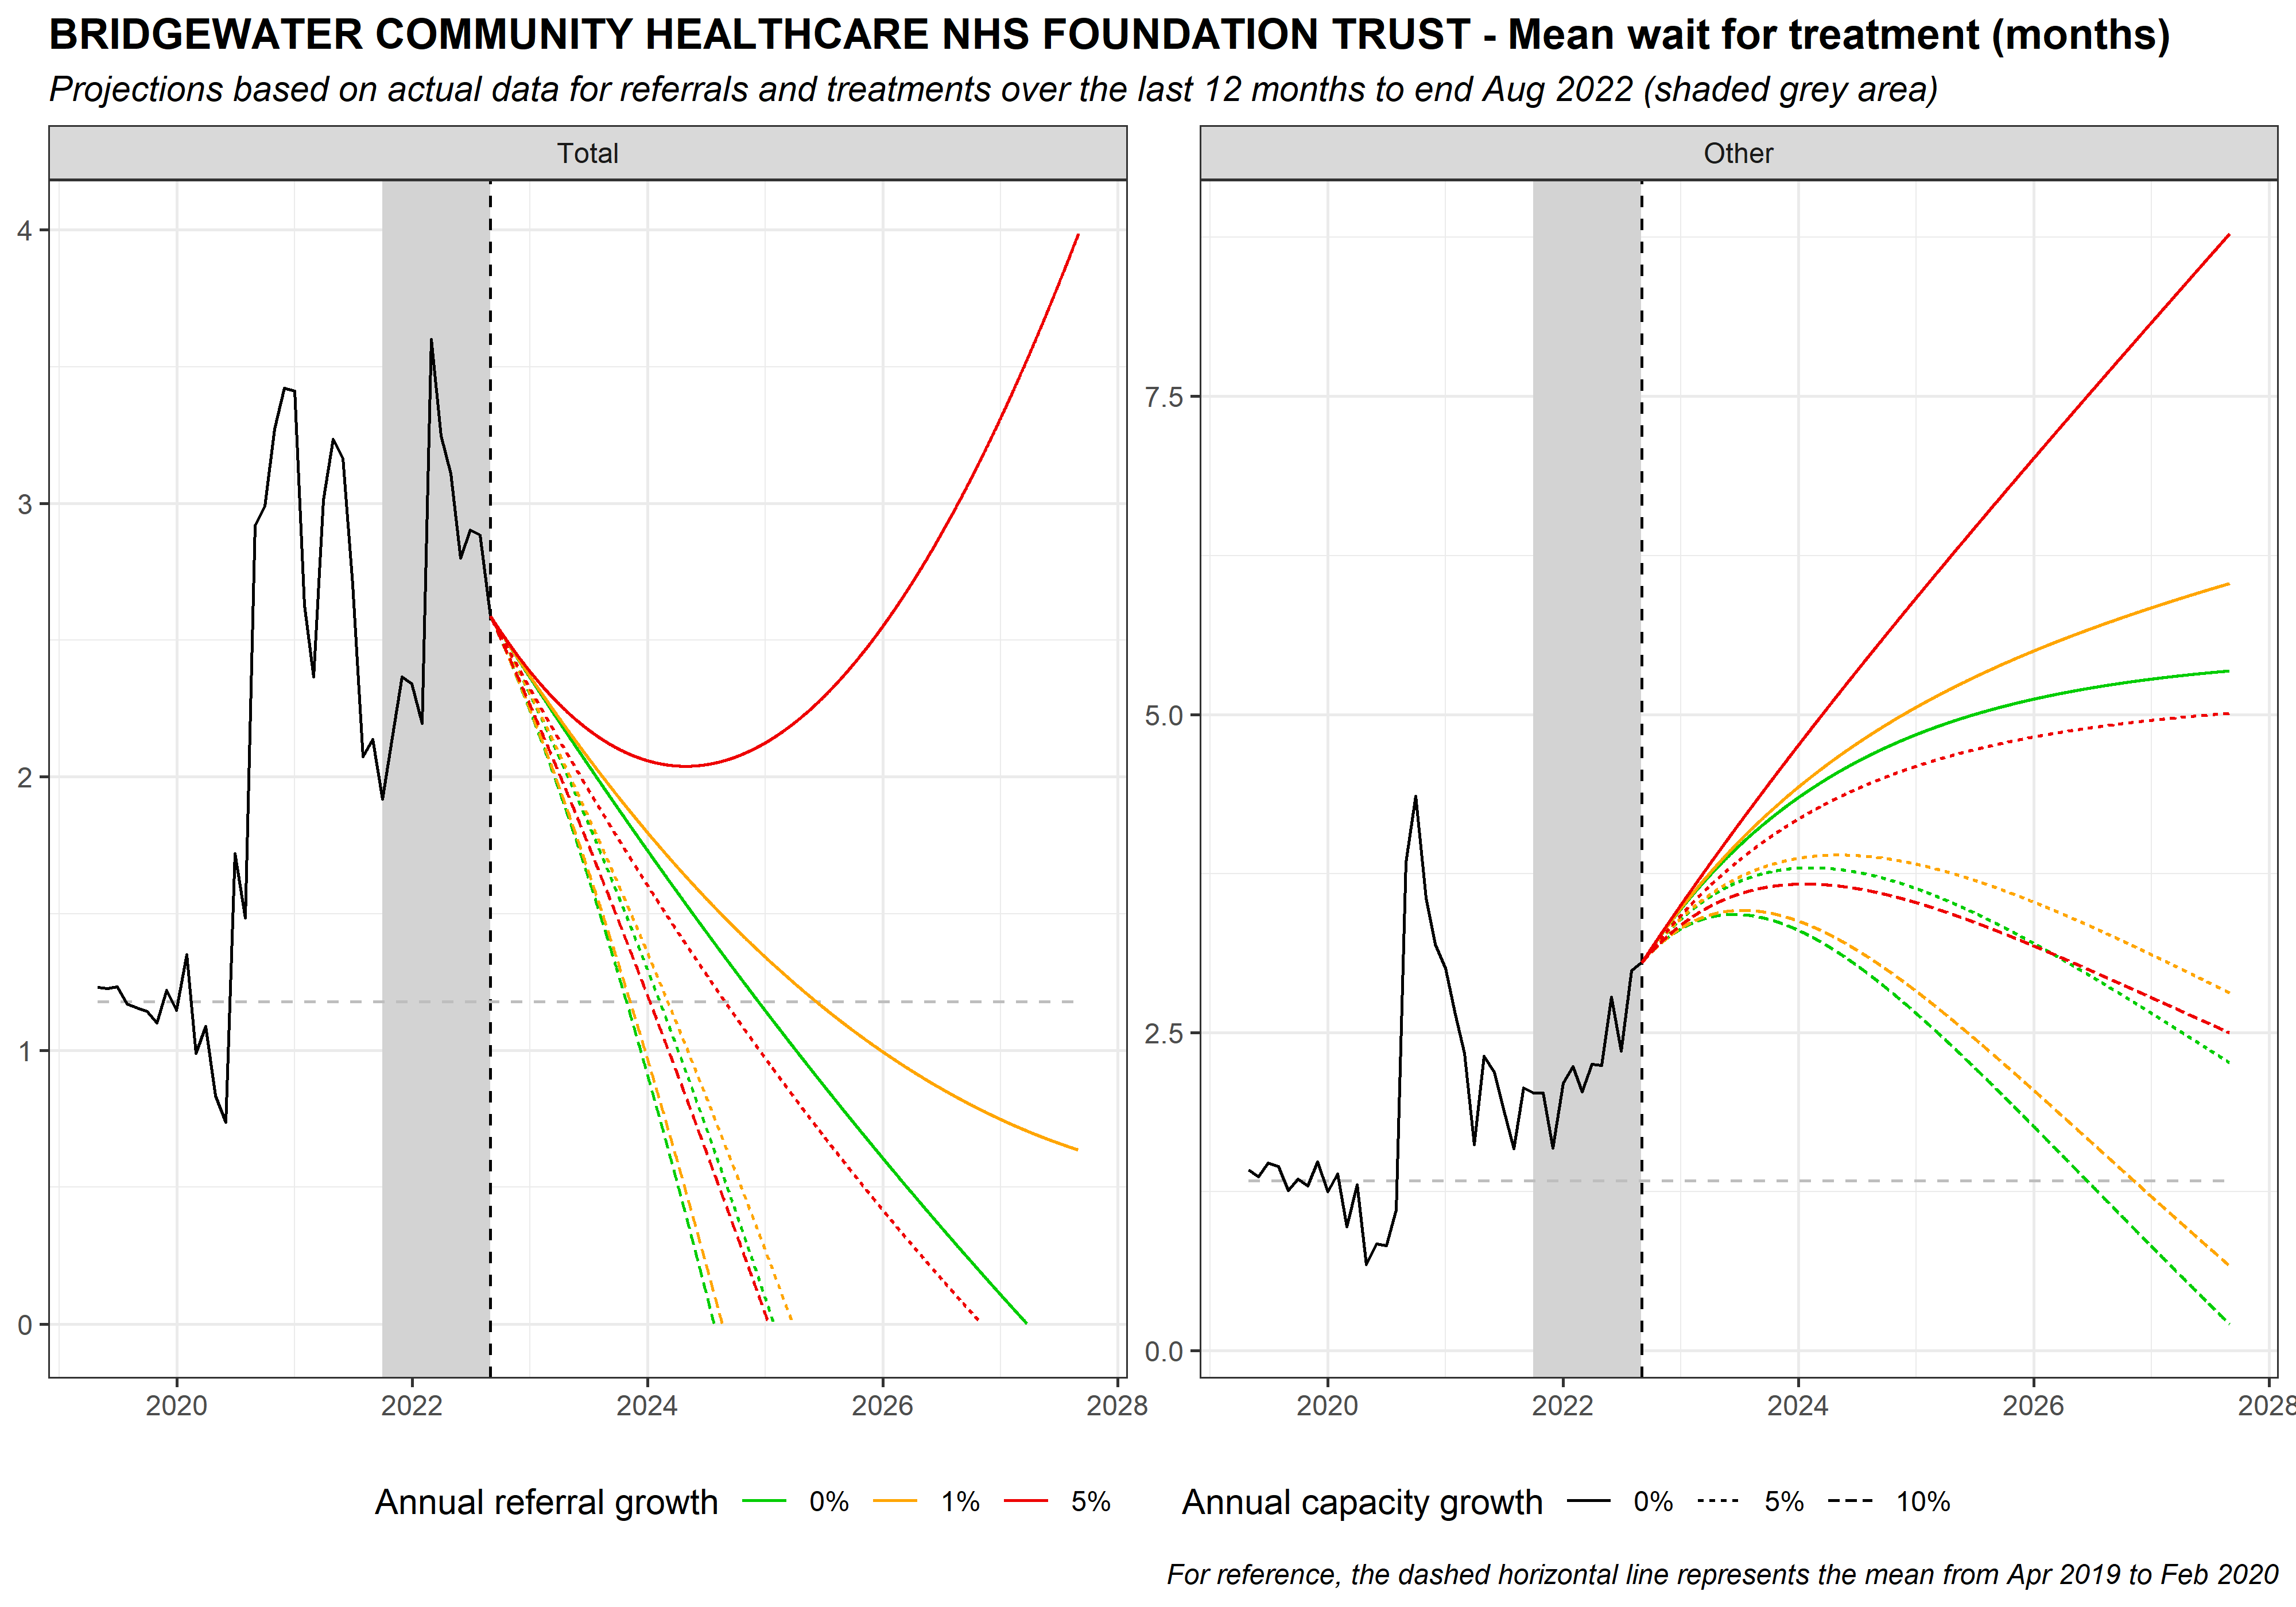 BRIDGEWATER COMMUNITY HEALTHCARE NHS FOUNDATION TRUST - Mean wait for treatment (months)
Projections based on actual data for referrals and treatments over the last 12 months to end Aug 2022 (shaded grey area)
Total
Other
4
3
2
1
0
7.5
5.0
2.5
0.0
2020 2022 2024 2026 2028
2020 2022 2024 2026 2028
Annual referral growth 0% 1% 5%
Annual capacity growth 0% 5% 10%
For reference, the dashed horizontal line represents the mean from Apr 2019 to Feb 2020